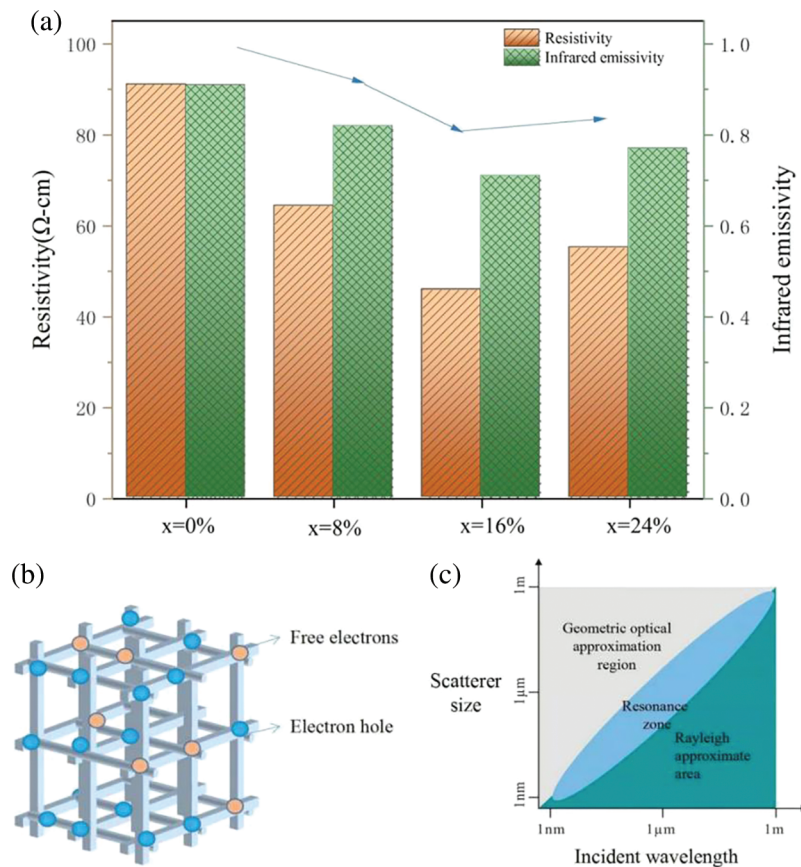 (a)
Resistivity
Infrared emissivity
100
80
60
40
20
0
Resistivity(Ω-cm)
1.0
0.8
0.6
0.4
0.2
0.0
Infrared emissivity
x=0%
x=8%
x=16%
x=24%
(b)
Free electrons
Electron hole
(c)
Scatterer
size
1m
1μm
1nm
Geometric optical
approximation
region
Resonance
zone
Rayleigh
approximate
area
1nm
1μm
1m
Incident wavelength